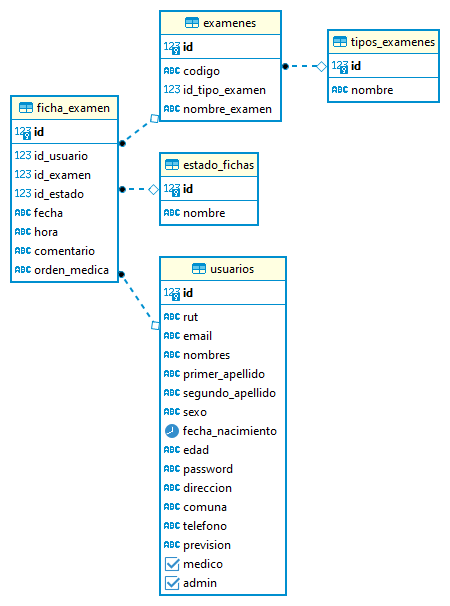 examenes
123 id
ABC codigo
123 id_tipo_examen
ABC nombre_examen
tipos_examenes
123 id
ABC nombre
ficha_examen
123 id
123 id_usuario
123 id_examen
123 id_estado
ABC fecha
ABC hora
ABC comentario
ABC orden_medica
estado_fichas
123 id
ABC nombre
usuarios
123 id
ABC rut
ABC email
ABC nombres
ABC primer_apellido
ABC segundo_apellido
ABC sexo
fecha_nacimiento
ABC edad
ABC password
ABC direccion
ABC comuna
ABC telefono
ABC prevision
medico
admin